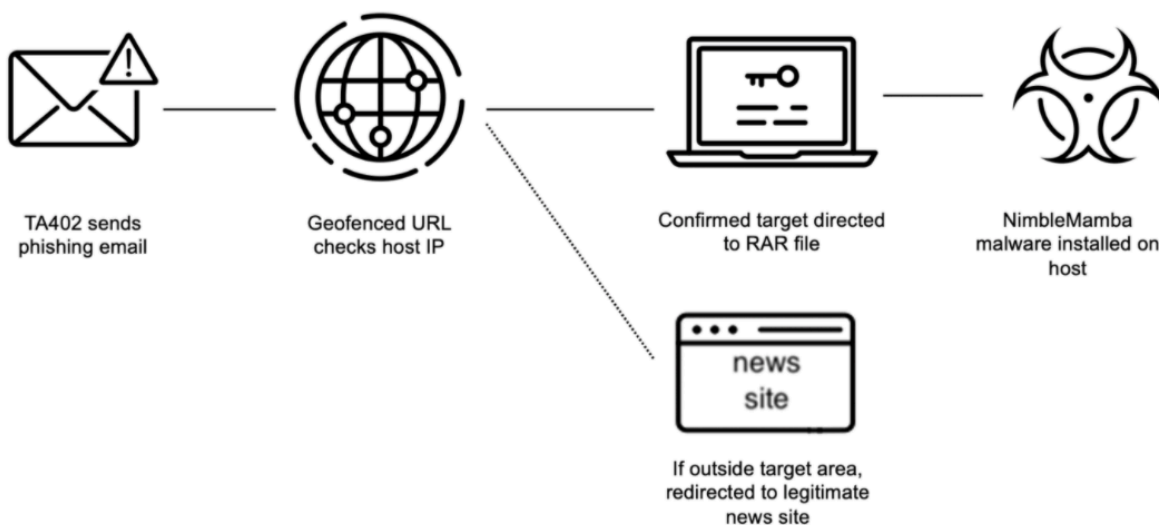 TA402 sends
phishing email
Geofenced URL
checks host IP
Confirmed target directed
to RAR file
NimbleMamba
malware installed on
host
news
site
If outside target area,
redirected to legitimate
news site